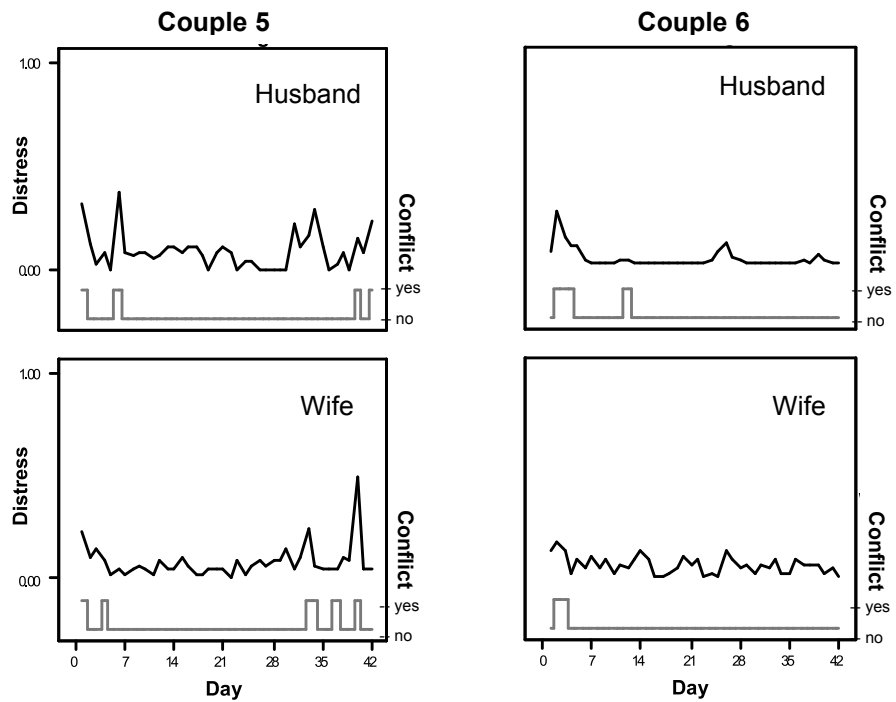 Couple 5
Couple 6
1.00
Husband
Distress
0.00
Conflict
yes
no
Husband
Conflict
yes
no
1.00
Wife
Distress
0.00
Conflict
yes
no
0 7 14 21 28 35 42
Day
Wife
Conflict
yes
no
0 7 14 21 28 35 42
Day